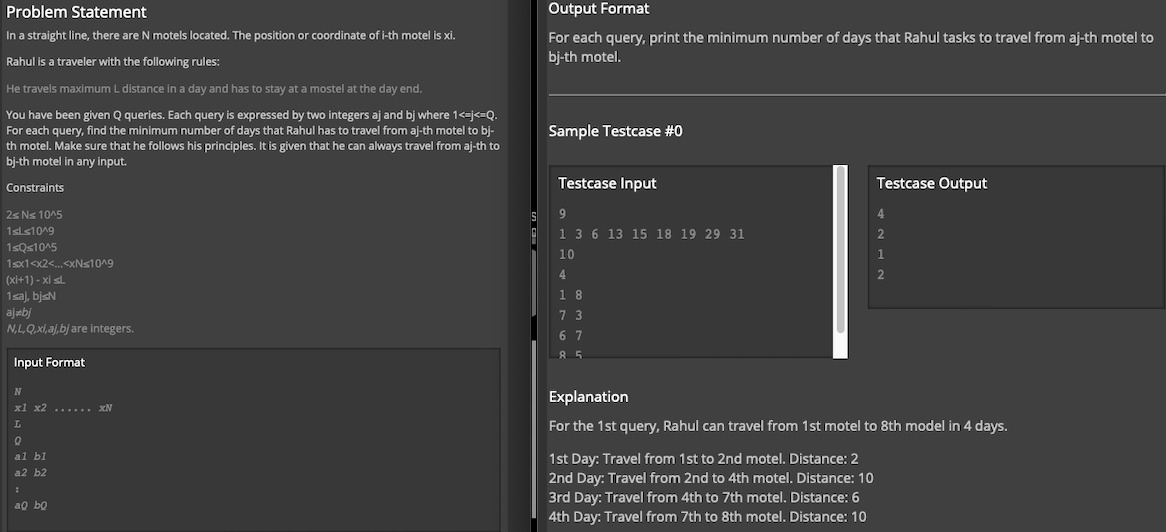 Problem Statement
In a straight line, there are N motels located. The position or coordinate of i-th motel is xi.
Rahul is a traveler with the following rules:
He travels maximum L distance in a day and has to stay at a mostel at the day end.
You have been given Q queries. Each query is expressed by two integers aj and bj where 1<=j<=Q.
For each query, find the minimum number of days that Rahul has to travel from aj-th motel to bj-
th motel. Make sure that he follows his principles. It is given that he can always travel from aj-th to
bj-th motel in any input.
Constraints
2≤ N≤ 10^5
1≤L≤10^9
1≤Q≤10^5
1≤x1<x2<...<xN≤10^9
(xi+1) - xi ≤L
1≤aj, bj≤N
aj≠bj
N,L,Q,xi,aj,bj are integers.
Input Format
N
x1 x2 ...... xN
L
Q
a1 b1
a2 b2
:
aQ bQ
Output Format
For each query, print the minimum number of days that Rahul tasks to travel from aj-th motel to
bj-th motel.
Sample Testcase #0
Testcase Input
9
1 3 6 13 15 18 19 29 31
10
4
1 8
7 3
6 7
8 5
Testcase Output
4
2
1
2
Explanation
For the 1st query, Rahul can travel from 1st motel to 8th model in 4 days.
1st Day: Travel from 1st to 2nd motel. Distance: 2
2nd Day: Travel from 2nd to 4th motel. Distance: 10
3rd Day: Travel from 4th to 7th motel. Distance: 6
4th Day: Travel from 7th to 8th motel. Distance: 10